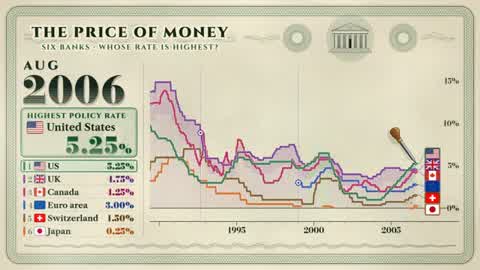 THE PRICE OF MONEY
SIX BANKS · WHOSE RATE IS HIGHEST?
AUG
2006
HIGHEST POLICY RATE
United States
5.25%
1 US 5.25%
2 UK 4.75%
3 Canada 4.25%
4 Euro area 3.00%
5 Switzerland 1.50%
6 Japan 0.25%
15%
10%
5%
0%
1995
2000
2005